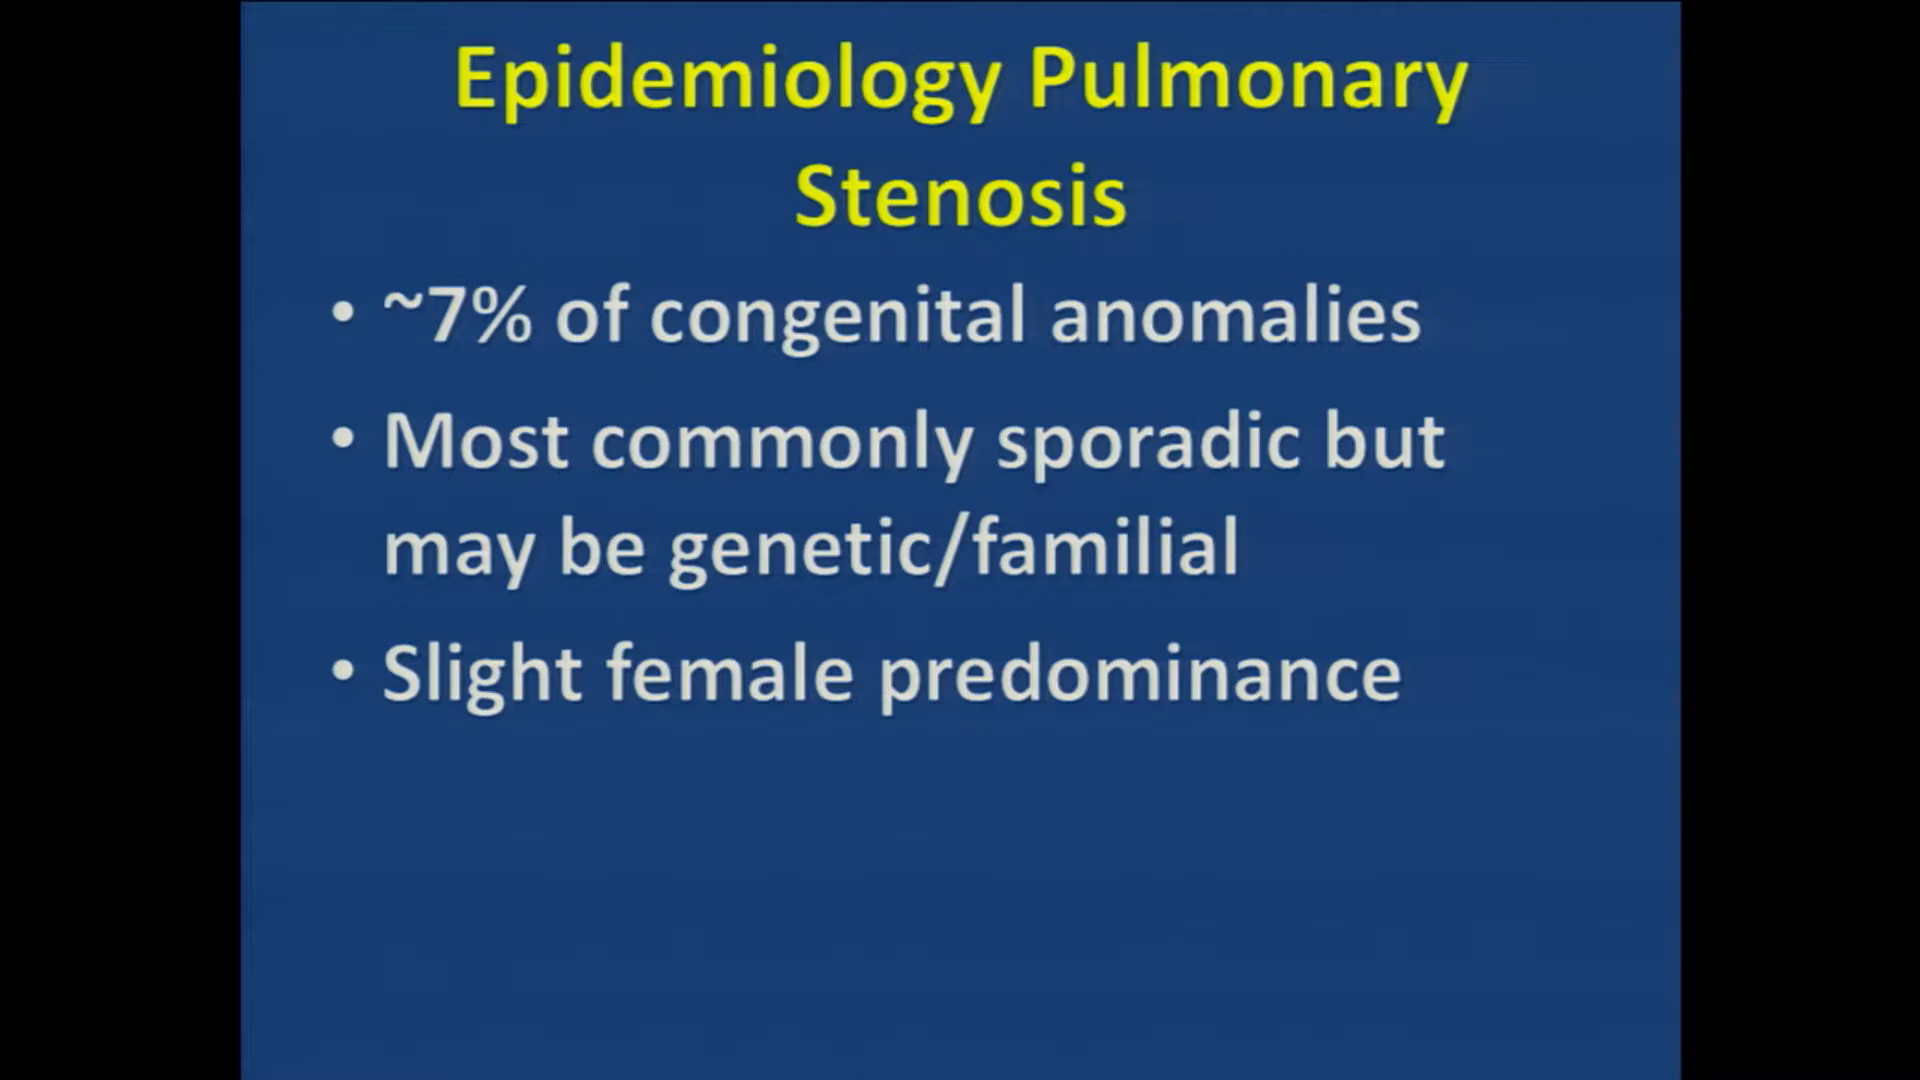 Epidemiology Pulmonary
Stenosis
• ~7% of congenital anomalies
• Most commonly sporadic but
may be genetic/familial
• Slight female predominance